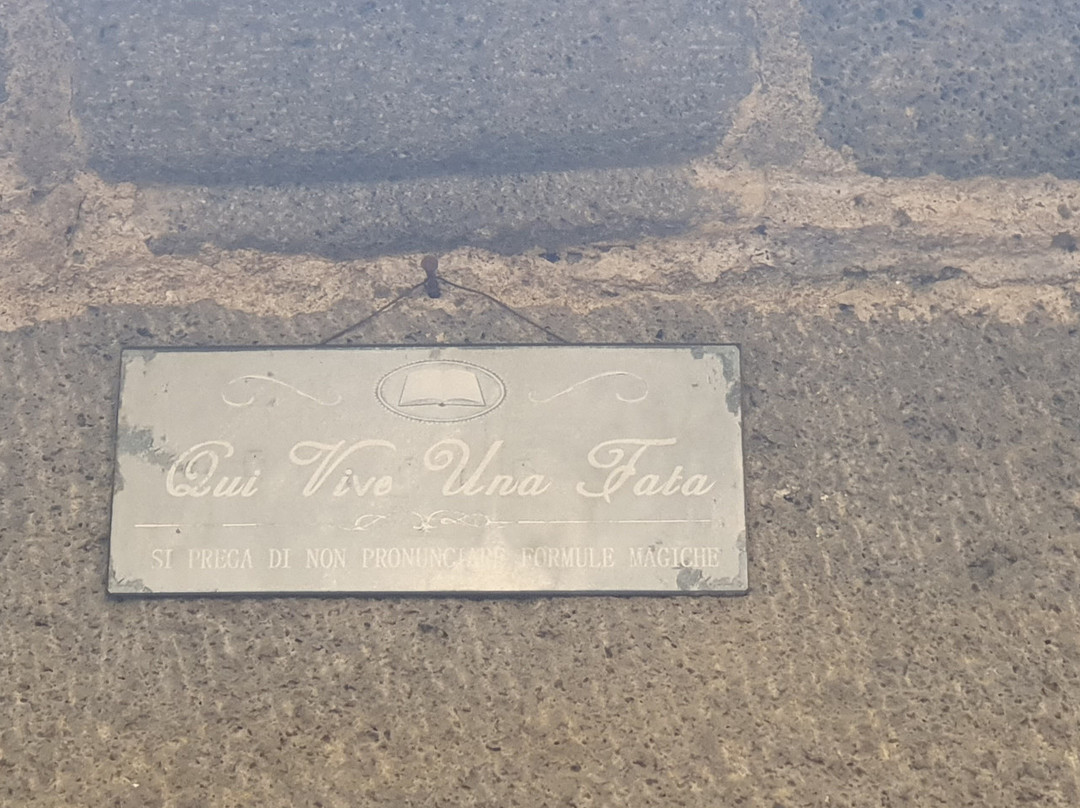 Qui Vive Una Fata
SI PREGA DI NON PRONUNCIARE FORMULE MAGICHE